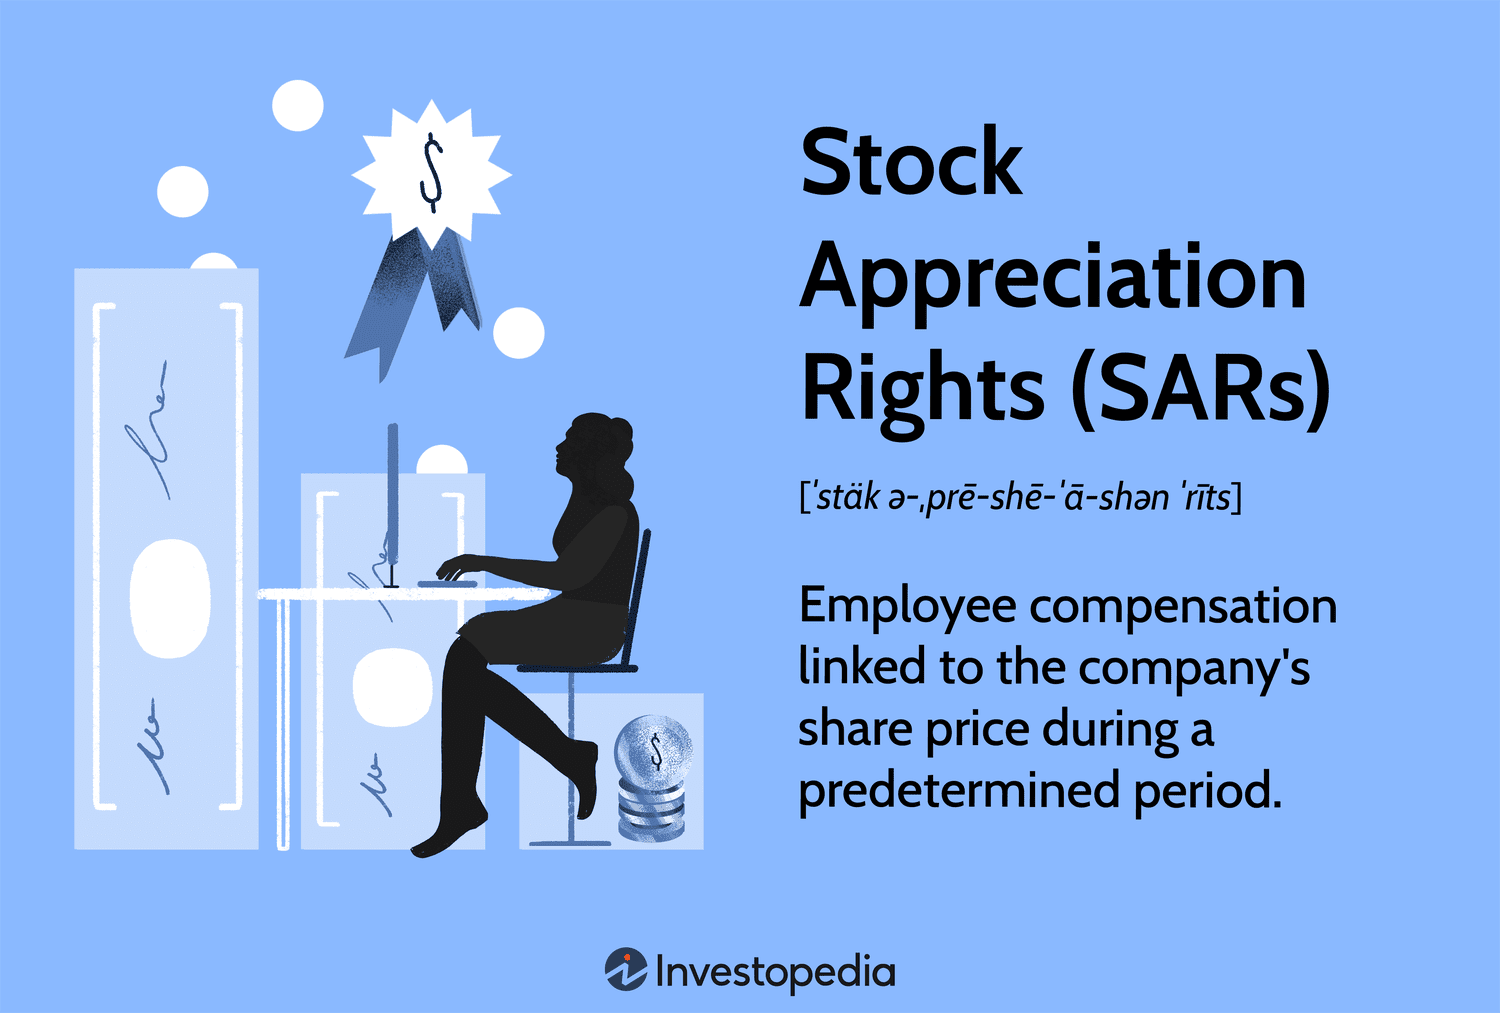 $
Stock
Appreciation
Rights (SARs)
[ˈstäk ə-ˌprē-shē-ˈā-shən ˈrīts]
Employee compensation
linked to the company's
share price during a
predetermined period.
$
Investopedia